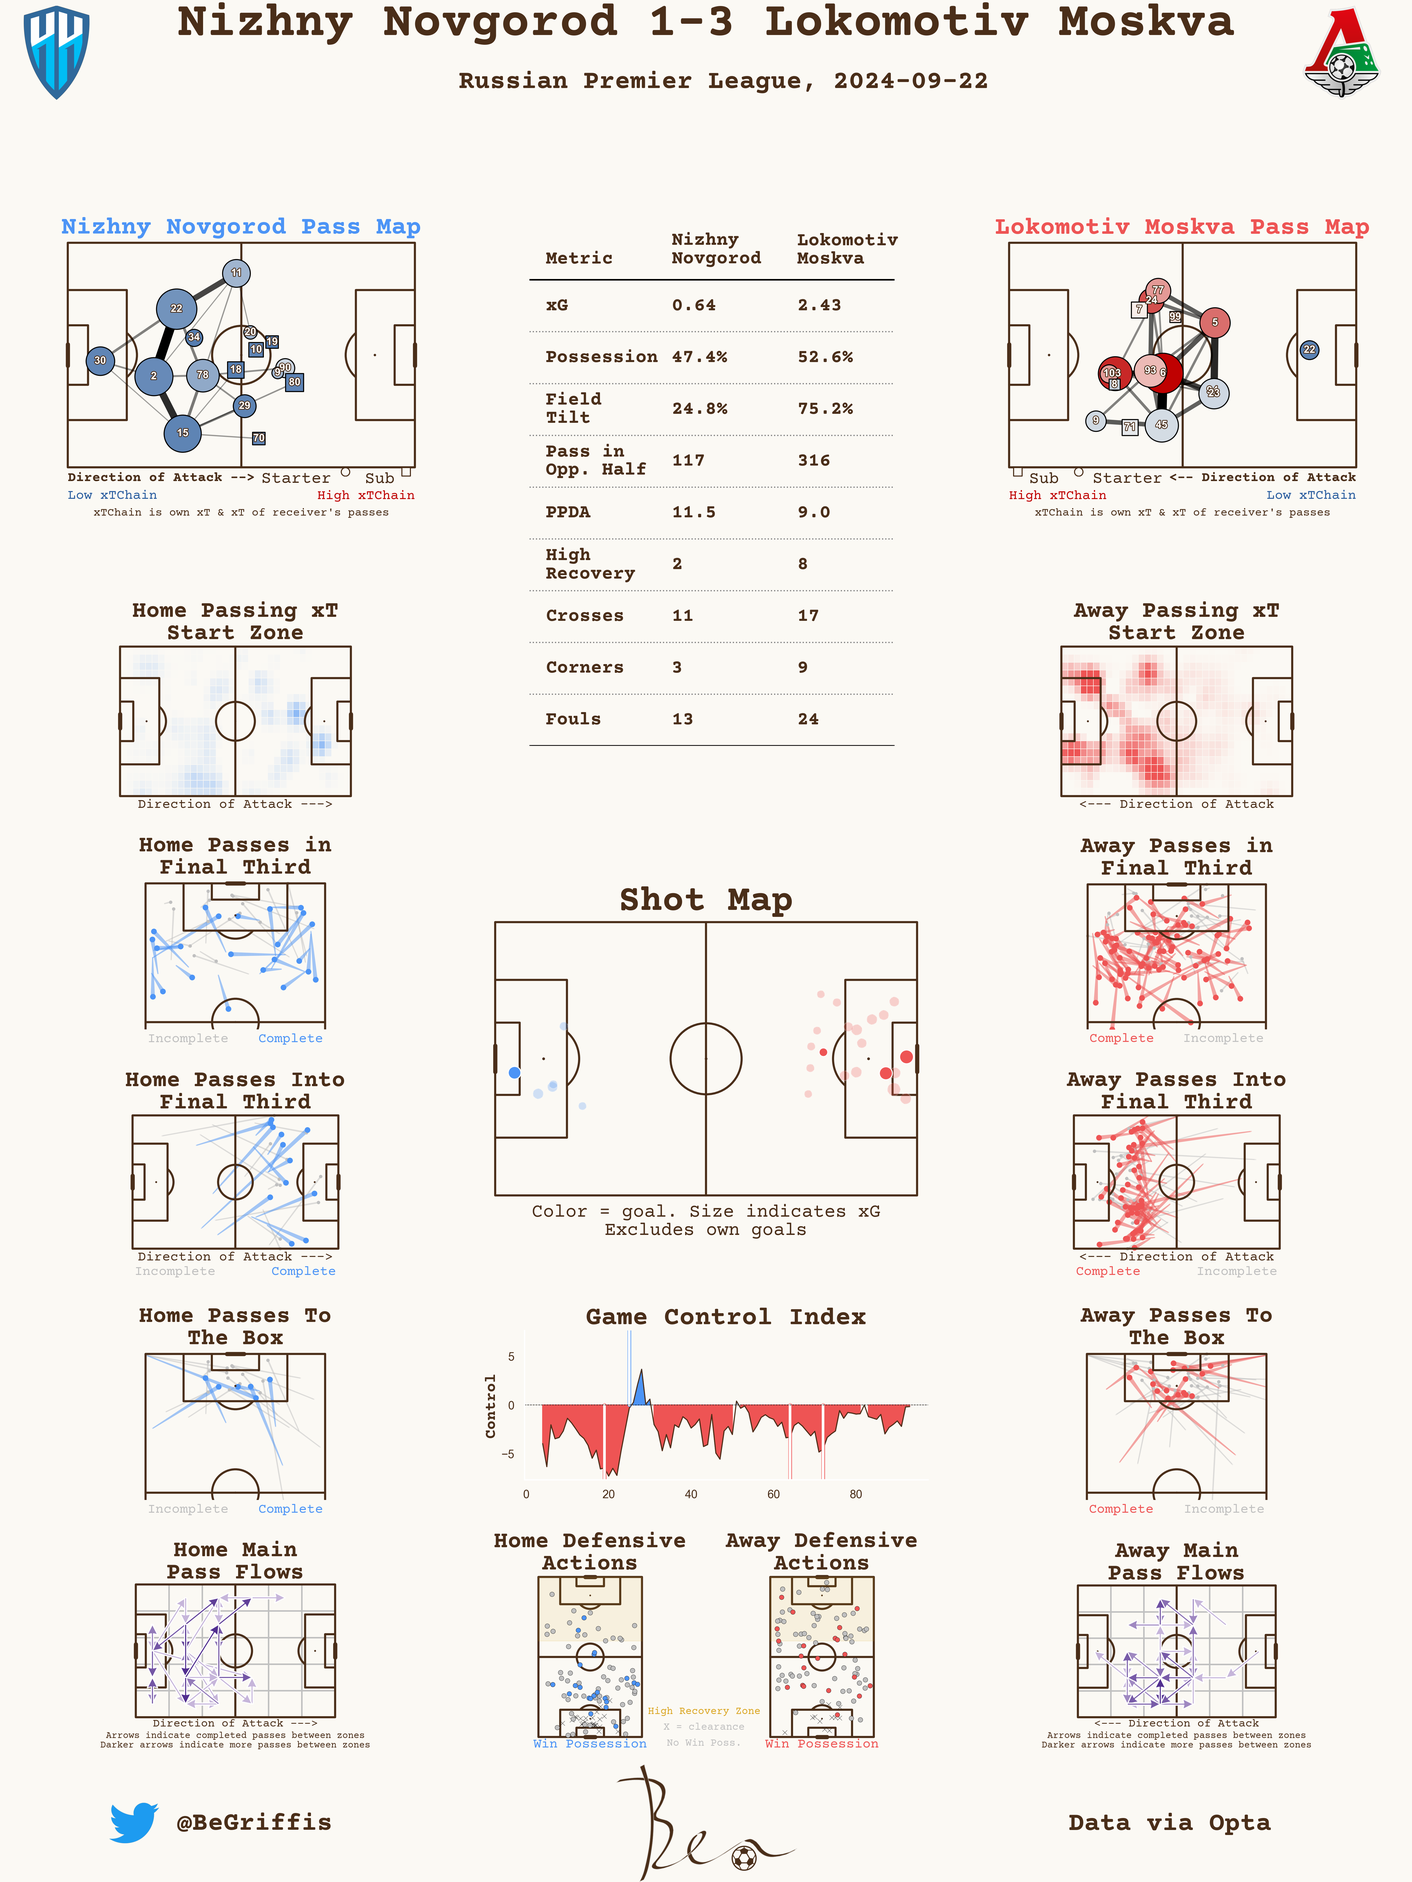 Nizhny Novgorod 1-3 Lokomotiv Moskva
Russian Premier League, 2024-09-22
Nizhny Novgorod Pass Map
11
22
34
20
19
10
30
2
78
18
90
9
80
29
15
70
Direction of Attack --> Starter Sub
Low xTChain High xTChain
xTChain is own xT & xT of receiver's passes
Metric Nizhny Novgorod Lokomotiv Moskva
xG 0.64 2.43
Possession 47.4% 52.6%
Field Tilt 24.8% 75.2%
Pass in Opp. Half 117 316
PPDA 11.5 9.0
High Recovery 2 8
Crosses 11 17
Corners 3 9
Fouls 13 24
Lokomotiv Moskva Pass Map
77
24
7
99
5
22
103
93
6
8
23
9
71
45
Sub Starter <-- Direction of Attack
High xTChain Low xTChain
xTChain is own xT & xT of receiver's passes
Home Passing xT
Start Zone
Direction of Attack --->
Away Passing xT
Start Zone
<--- Direction of Attack
Home Passes in
Final Third
Incomplete Complete
Away Passes in
Final Third
Complete Incomplete
Shot Map
Color = goal. Size indicates xG
Excludes own goals
Home Passes Into
Final Third
Direction of Attack --->
Incomplete Complete
Away Passes Into
Final Third
<--- Direction of Attack
Complete Incomplete
Home Passes To
The Box
Incomplete Complete
Game Control Index
Control
5
0
−5
0 20 40 60 80
Away Passes To
The Box
Complete Incomplete
Home Main
Pass Flows
Direction of Attack --->
Arrows indicate completed passes between zones
Darker arrows indicate more passes between zones
Home Defensive
Actions
Win Possession
Away Defensive
Actions
Win Possession
High Recovery Zone
X = clearance
No Win Poss.
Away Main
Pass Flows
<--- Direction of Attack
Arrows indicate completed passes between zones
Darker arrows indicate more passes between zones
@BeGriffis
Ben
Data via Opta